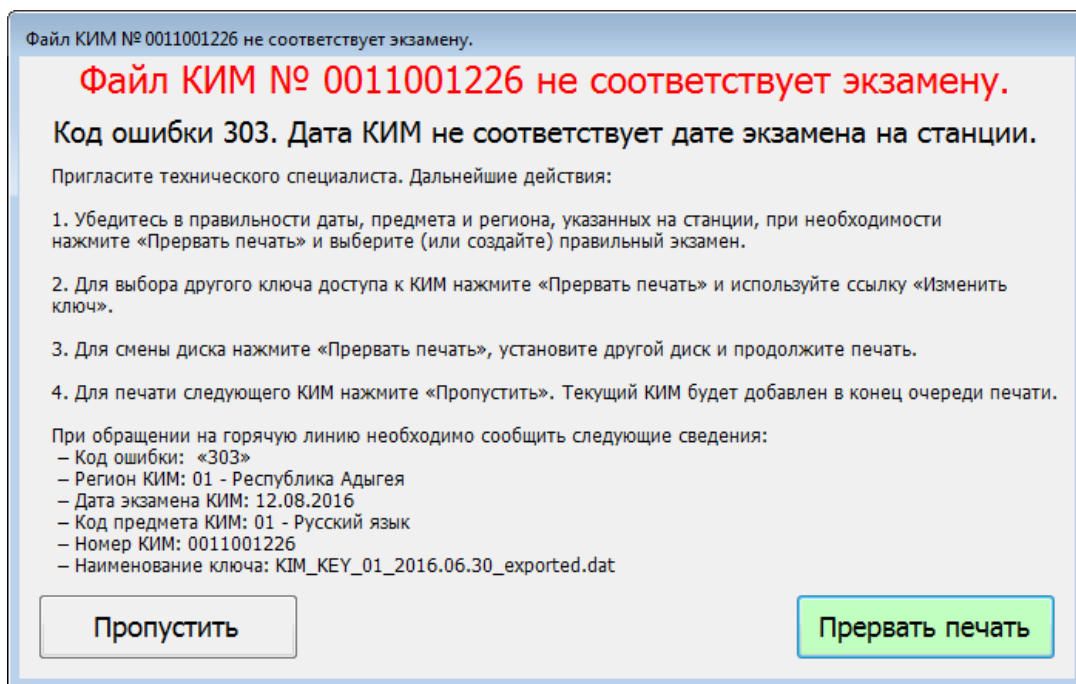 Файл КИМ № 0011001226 не соответствует экзамену.
Файл КИМ № 0011001226 не соответствует экзамену.
Код ошибки 303. Дата КИМ не соответствует дате экзамена на станции.
Пригласите технического специалиста. Дальнейшие действия:
1. Убедитесь в правильности даты, предмета и региона, указанных на станции, при необходимости
нажмите «Прервать печать» и выберите (или создайте) правильный экзамен.
2. Для выбора другого ключа доступа к КИМ нажмите «Прервать печать» и используйте ссылку «Изменить
ключ».
3. Для смены диска нажмите «Прервать печать», установите другой диск и продолжите печать.
4. Для печати следующего КИМ нажмите «Пропустить». Текущий КИМ будет добавлен в конец очереди печати.
При обращении на горячую линию необходимо сообщить следующие сведения:
– Код ошибки:  «303»
– Регион КИМ: 01 - Республика Адыгея
– Дата экзамена КИМ: 12.08.2016
– Код предмета КИМ: 01 - Русский язык
– Номер КИМ: 0011001226
– Наименование ключа: KIM_KEY_01_2016.06.30_exported.dat
Пропустить
Прервать печать